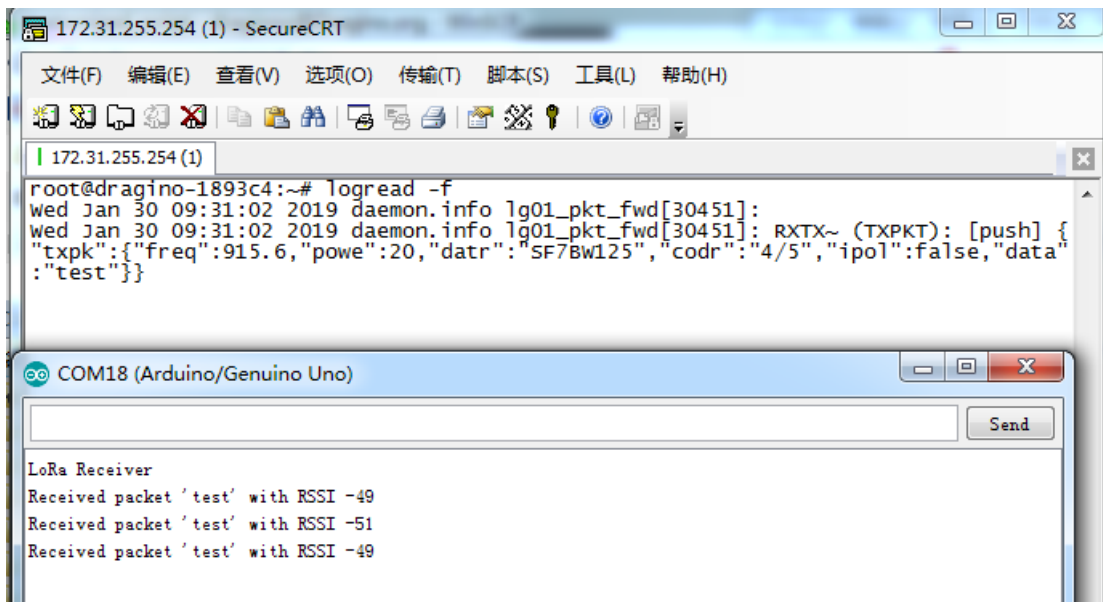 172.31.255.254 (1) - SecureCRT
文件(F) 编辑(E) 查看(V) 选项(O) 传输(T) 脚本(S) 工具(L) 帮助(H)
172.31.255.254 (1)
root@dragino-1893c4:~# logread -f
Wed Jan 30 09:31:02 2019 daemon.info lg01_pkt_fwd[30451]:
Wed Jan 30 09:31:02 2019 daemon.info lg01_pkt_fwd[30451]: RXTX~ (TXPKT): [push] {
"txpk":{"freq":915.6,"powe":20,"datr":"SF7BW125","codr":"4/5","ipol":false,"data"
:"test"}}
COM18 (Arduino/Genuino Uno)
Send
LoRa Receiver
Received packet 'test' with RSSI -49
Received packet 'test' with RSSI -51
Received packet 'test' with RSSI -49